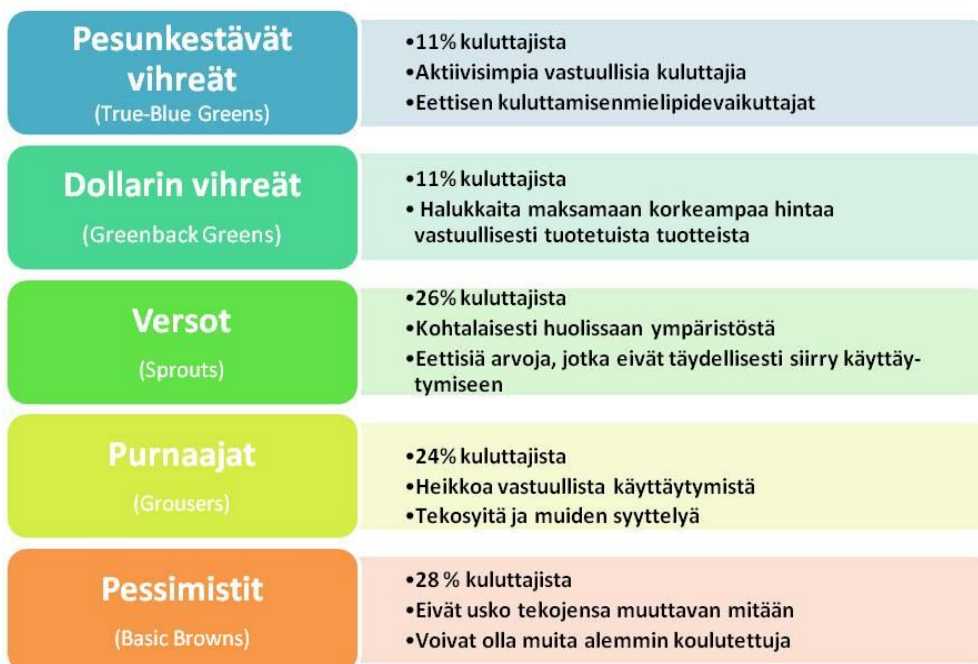 Pesunkestävät
vihreät
(True-Blue Greens)
•11% kuluttajista
•Aktiivisimpia vastuullisia kuluttajia
•Eettisen kuluttamisenmielipidevaikuttajat
Dollarin vihreät
(Greenback Greens)
•11% kuluttajista
• Halukkaita maksamaan korkeampaa hintaa
vastuullisesti tuotetuista tuotteista
Versot
(Sprouts)
•26% kuluttajista
•Kohtalaisesti huolissaan ympäristöstä
•Eettisiä arvoja, jotka eivät täydellisesti siirry käyttäy-
tymiseen
Purnaajat
(Grousers)
•24% kuluttajista
•Heikkoa vastuullista käyttäytymistä
•Tekosyitä ja muiden syyttelyä
Pessimistit
(Basic Browns)
•28 % kuluttajista
•Eivät usko tekojensa muuttavan mitään
•Voivat olla muita alemmin koulutettuja